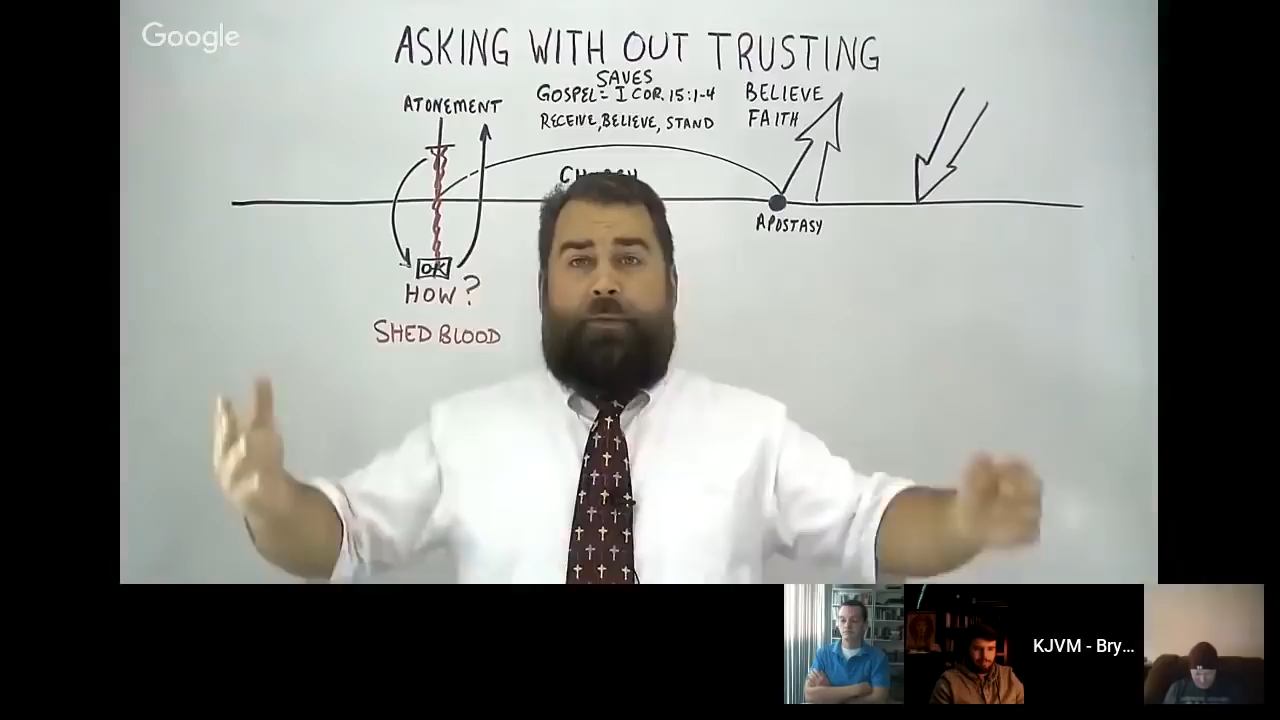 Google
ASKING WITH OUT TRUSTING
SAVES
GOSPEL = I COR. 15:1-4
RECEIVE, BELIEVE, STAND
ATONEMENT
BELIEVE
FAITH
CHURCH
APOSTASY
OK
HOW?
SHED BLOOD
KJVM - Bry...